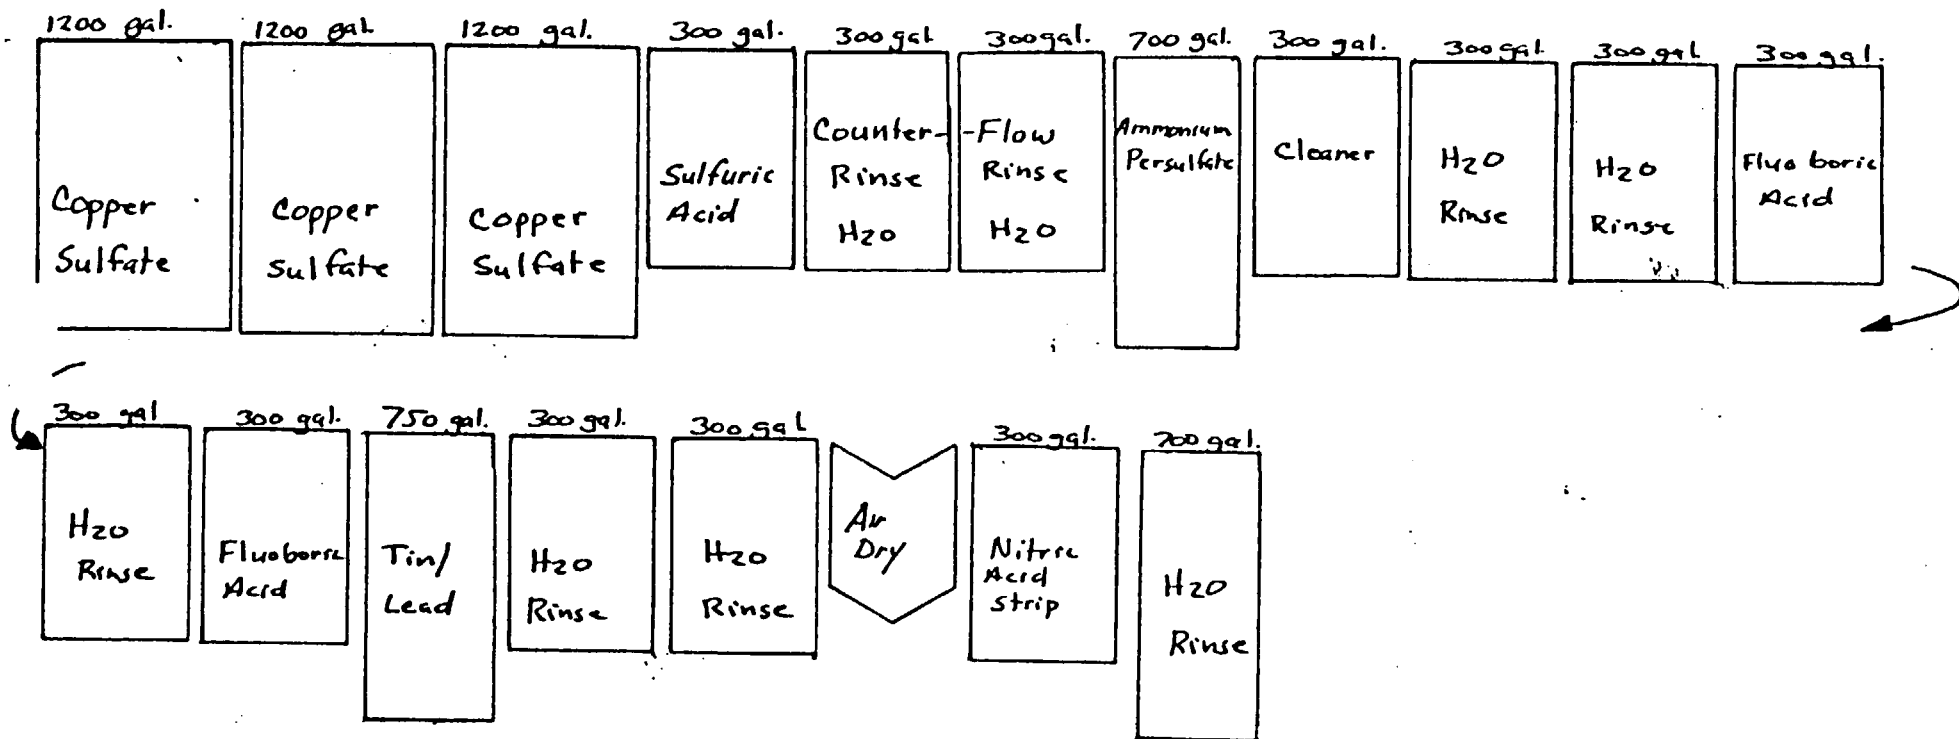 1200 gal.
1200 gal
1200 gal.
300 gal.
300 gal
300 gal.
700 gal.
300 gal.
300 gal
300 gal
300 gal.
Copper
Sulfate
Copper
Sulfate
Copper
Sulfate
Sulfuric
Acid
Counter-
Rinse
H2O
-Flow
Rinse
H2O
Ammonium
Persulfate
Cleaner
H2O
Rinse
H2O
Rinse
Fluoboric
Acid
300 gal
300 gal.
750 gal.
300 gal.
300 gal
300 gal.
700 gal.
H2O
Rinse
Fluoboric
Acid
Tin/
Lead
H2O
Rinse
H2O
Rinse
Air
Dry
Nitric
Acid
Strip
H2O
Rinse